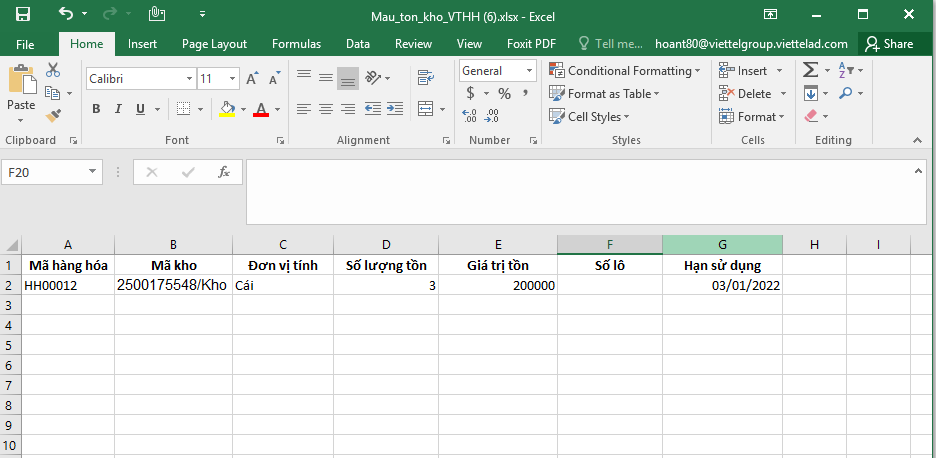 Mau_ton_kho_VTHH (6).xlsx - Excel
File Home Insert Page Layout Formulas Data Review View Foxit PDF Tell me... hoant80@viettelgroup.viettelad.com Share
Paste
Calibri 11
B I U A
General
$ % ,
Conditional Formatting
Format as Table
Cell Styles
Insert
Delete
Format
Clipboard Font Alignment Number Styles Cells Editing
F20 fx
A B C D E F G H I
1 Mã hàng hóa Mã kho Đơn vị tính Số lượng tồn Giá trị tồn Số lô Hạn sử dụng
2 HH00012 2500175548/Kho Cái 3 200000 03/01/2022
3
4
5
6
7
8
9
10